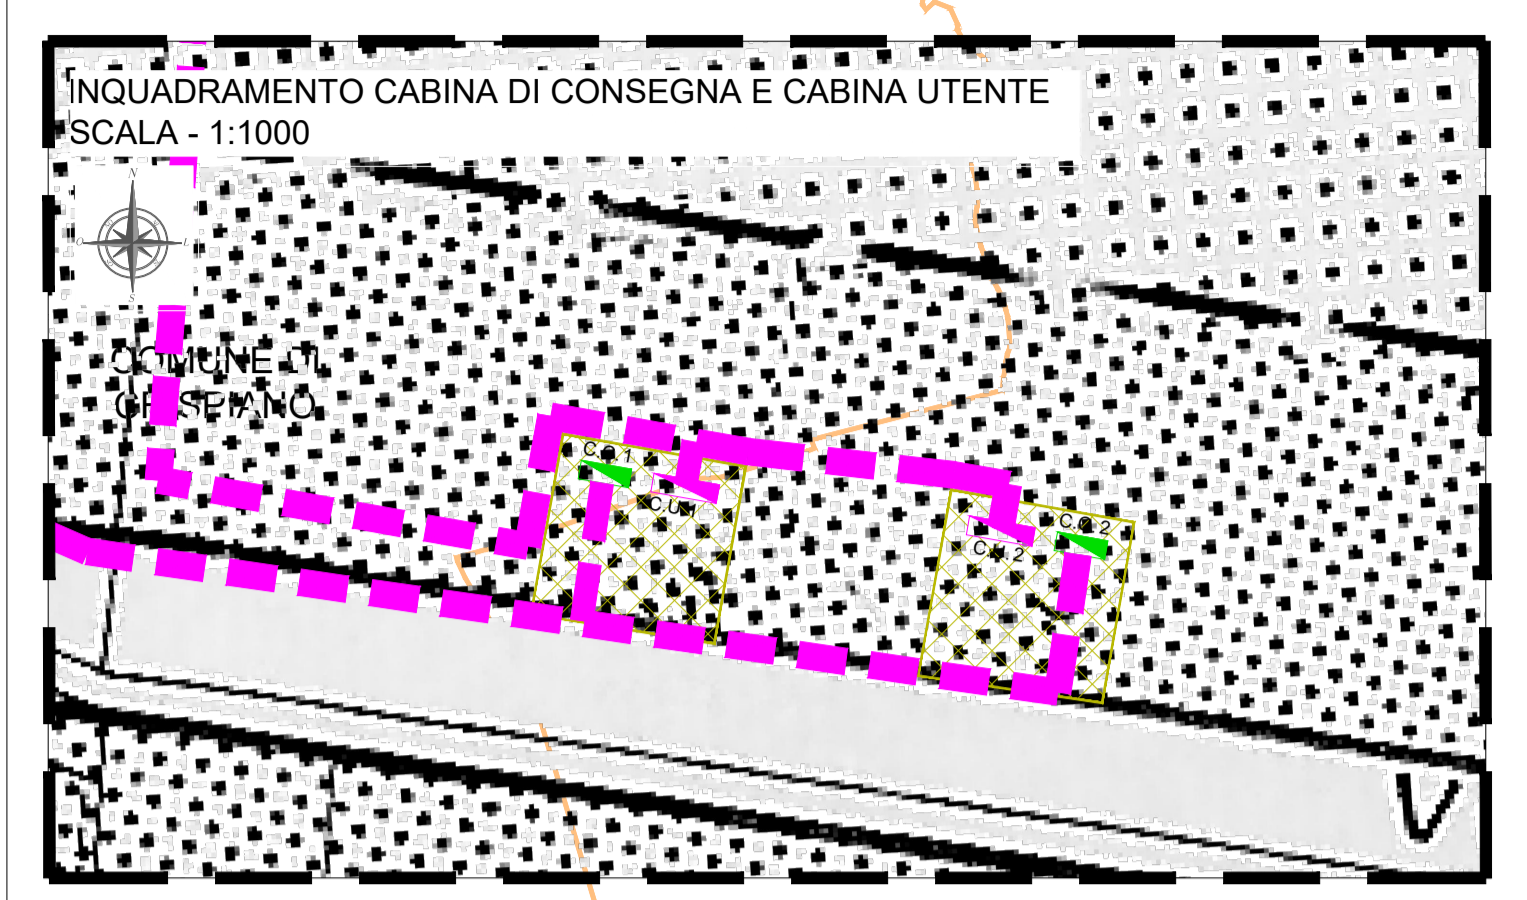 INQUADRAMENTO CABINA DI CONSEGNA E CABINA UTENTE
SCALA - 1:1000
N
O
L
S
COMUNE DI
CRISPIANO
C.C. 1
C.U. 1
C.C. 2
C.U. 2